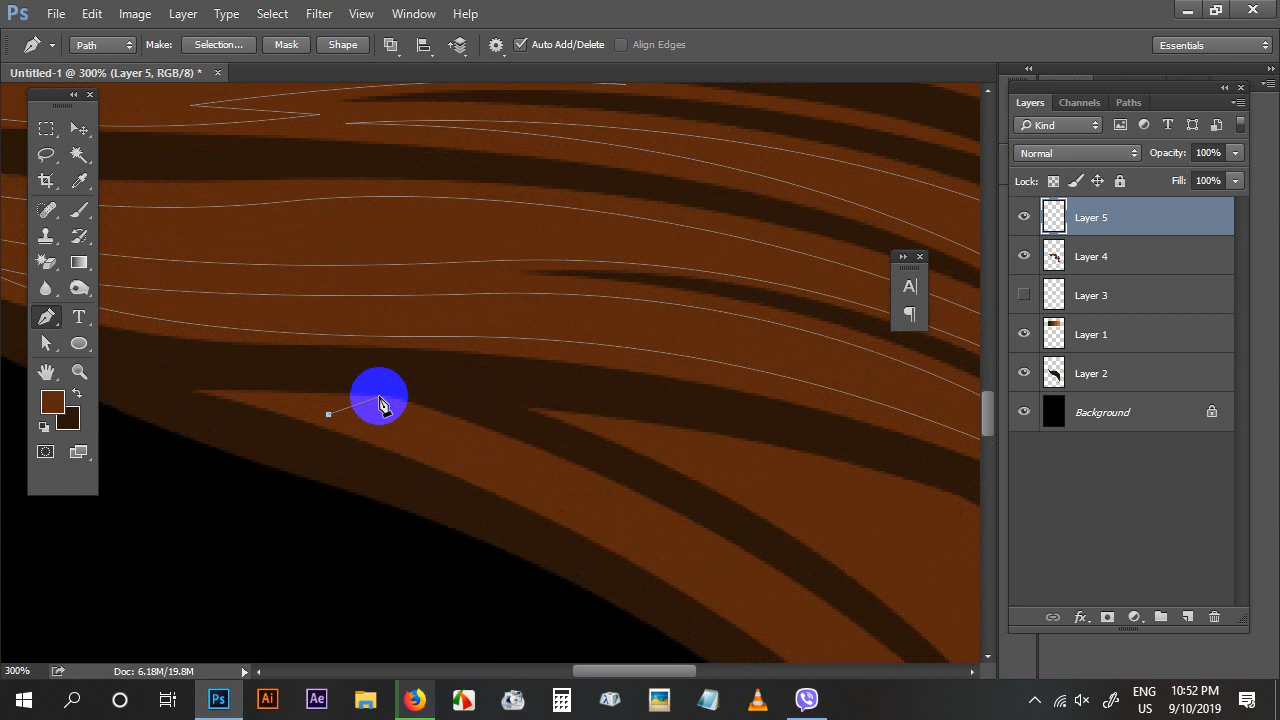 Ps File Edit Image Layer Type Select Filter View Window Help
Path Make: Selection... Mask Shape Auto Add/Delete Align Edges Essentials
Untitled-1 @ 300% (Layer 5, RGB/8) *
Layers Channels Paths
Kind
Normal Opacity: 100%
Lock: Fill: 100%
Layer 5
Layer 4
Layer 3
Layer 1
Layer 2
Background
T
A
300% Doc: 6.18M/19.8M
Ps Ai Ae
ENG 10:52 PM
US 9/10/2019